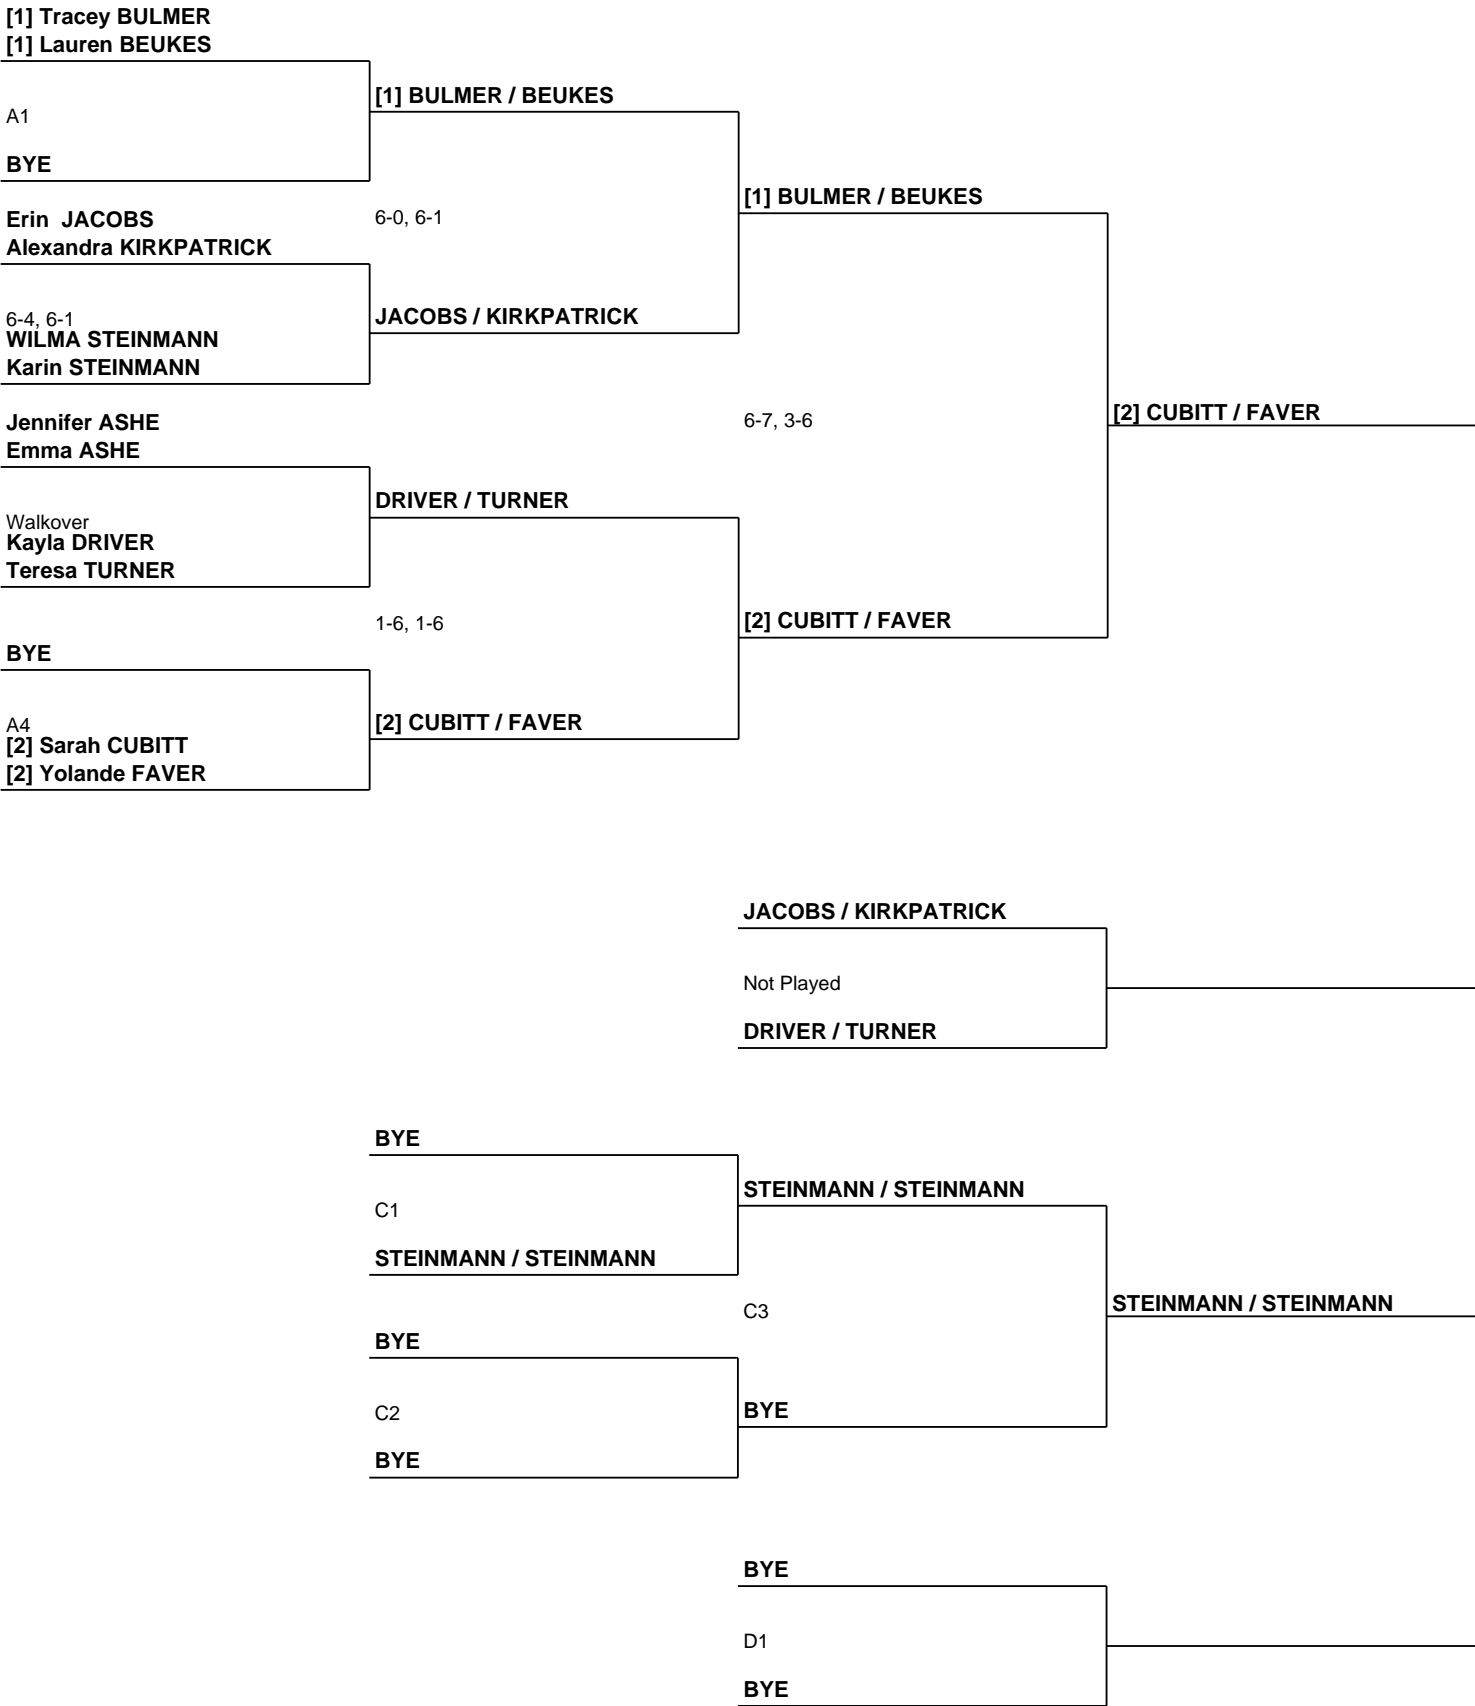 [1] Tracey BULMER
[1] Lauren BEUKES
[1] BULMER / BEUKES
A1
BYE
[1] BULMER / BEUKES
Erin  JACOBS
6-0, 6-1
Alexandra KIRKPATRICK
6-4, 6-1
JACOBS / KIRKPATRICK
WILMA STEINMANN
Karin STEINMANN
Jennifer ASHE
6-7, 3-6
[2] CUBITT / FAVER
Emma ASHE
DRIVER / TURNER
Walkover
Kayla DRIVER
Teresa TURNER
1-6, 1-6
[2] CUBITT / FAVER
BYE
A4
[2] CUBITT / FAVER
[2] Sarah CUBITT
[2] Yolande FAVER
JACOBS / KIRKPATRICK
Not Played
DRIVER / TURNER
BYE
STEINMANN / STEINMANN
C1
STEINMANN / STEINMANN
C3
STEINMANN / STEINMANN
BYE
C2
BYE
BYE
BYE
D1
BYE